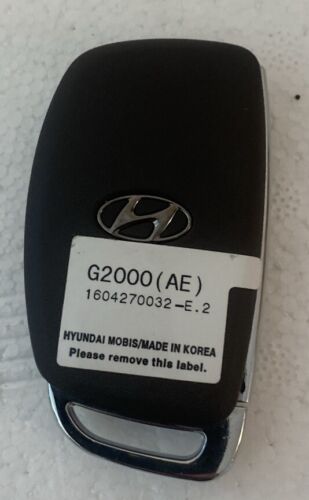 G2000(AE)
1604270032-E.2
HYUNDAI MOBIS/MADE IN KOREA
Please remove this label.